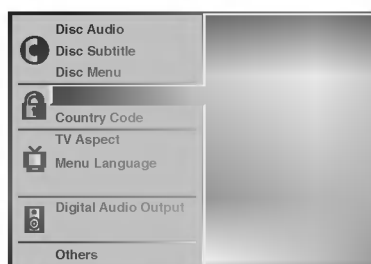 Disc Audio
Disc Subtitle
Disc Menu
Country Code
TV Aspect
Menu Language
Digital Audio Output
Others